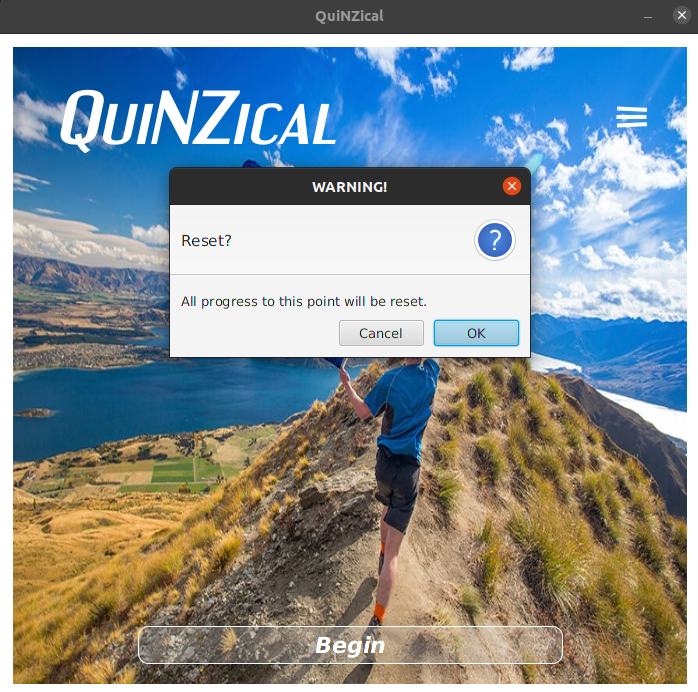 QuiNZical
QuiNZical
WARNING!
Reset?
All progress to this point will be reset.
Cancel
OK
Begin